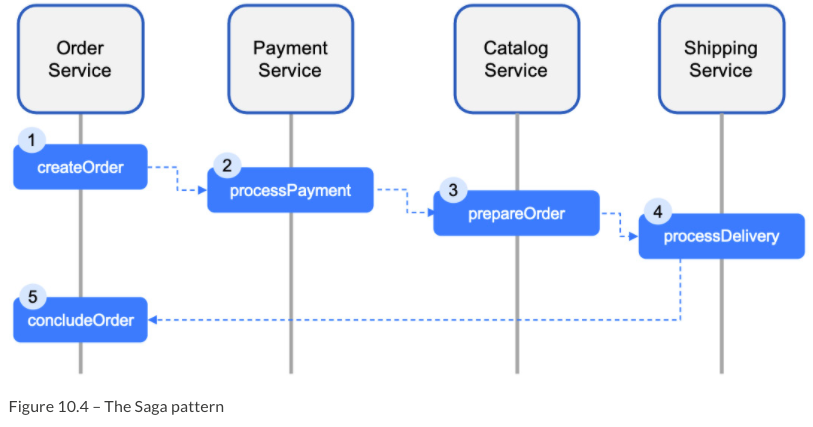 Order
Service
Payment
Service
Catalog
Service
Shipping
Service
1
createOrder
2
processPayment
3
prepareOrder
4
processDelivery
5
concludeOrder
Figure 10.4 – The Saga pattern